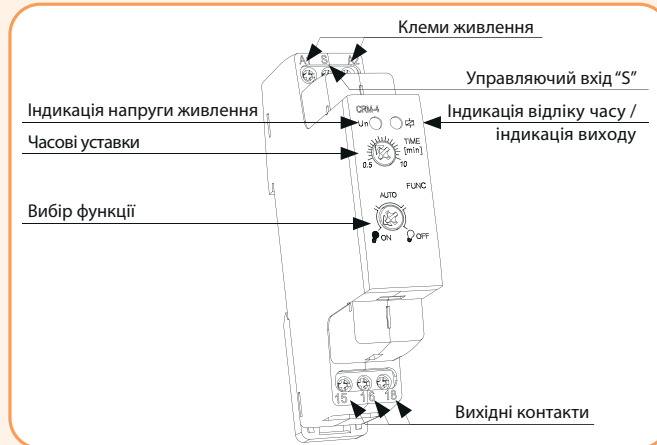 Клеми живлення
A1 S A2
Управляючий вхід “S”
Індикація напруги живлення
CRM-4
Un
Індикація відліку часу /
індикація виходу
Часові уставки
TIME
[min]
0.5 10
FUNC
AUTO
Вибір функції
ON OFF
15 16 18
Вихідні контакти